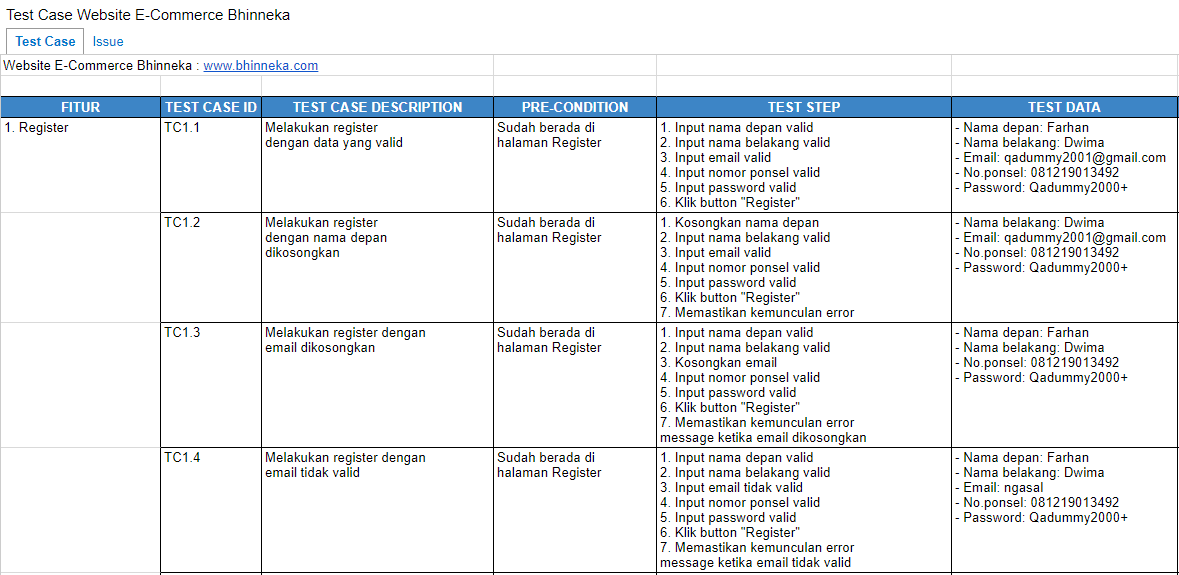 Test Case Website E-Commerce Bhinneka
Test Case
Issue
Website E-Commerce Bhinneka : www.bhinneka.com
FITUR
TEST CASE ID
TEST CASE DESCRIPTION
PRE-CONDITION
TEST STEP
TEST DATA
1. Register
TC1.1
Melakukan register
dengan data yang valid
Sudah berada di
halaman Register
1. Input nama depan valid
2. Input nama belakang valid
3. Input email valid
4. Input nomor ponsel valid
5. Input password valid
6. Klik button "Register"
- Nama depan: Farhan
- Nama belakang: Dwima
- Email: qadummy2001@gmail.com
- No.ponsel: 081219013492
- Password: Qadummy2000+
TC1.2
Melakukan register
dengan nama depan
dikosongkan
Sudah berada di
halaman Register
1. Kosongkan nama depan
2. Input nama belakang valid
3. Input email valid
4. Input nomor ponsel valid
5. Input password valid
6. Klik button "Register"
7. Memastikan kemunculan error
- Nama belakang: Dwima
- Email: qadummy2001@gmail.com
- No.ponsel: 081219013492
- Password: Qadummy2000+
TC1.3
Melakukan register dengan
email dikosongkan
Sudah berada di
halaman Register
1. Input nama depan valid
2. Input nama belakang valid
3. Kosongkan email
4. Input nomor ponsel valid
5. Input password valid
6. Klik button "Register"
7. Memastikan kemunculan error
message ketika email dikosongkan
- Nama depan: Farhan
- Nama belakang: Dwima
- No.ponsel: 081219013492
- Password: Qadummy2000+
TC1.4
Melakukan register dengan
email tidak valid
Sudah berada di
halaman Register
1. Input nama depan valid
2. Input nama belakang valid
3. Input email tidak valid
4. Input nomor ponsel valid
5. Input password valid
6. Klik button "Register"
7. Memastikan kemunculan error
message ketika email tidak valid
- Nama depan: Farhan
- Nama belakang: Dwima
- Email: ngasal
- No.ponsel: 081219013492
- Password: Qadummy2000+